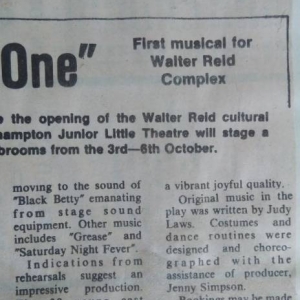 One"
First musical for
Walter Reid
Complex
the opening of the Walter Reid cultural
Junior Little Theatre will stage a
brooms from the 3rd—6th October.
moving to the sound of
"Black Betty" emanating
from stage sound
equipment. Other music
includes "Grease" and
"Saturday Night Fever".
Indications from
rehearsals suggest an
impressive production.
a vibrant joyful quality.
Original music in the
play was written by Judy
Laws. Costumes and
dance routines were
designed and choreo-
graphed with the
assistance of producer,
Jenny Simpson.